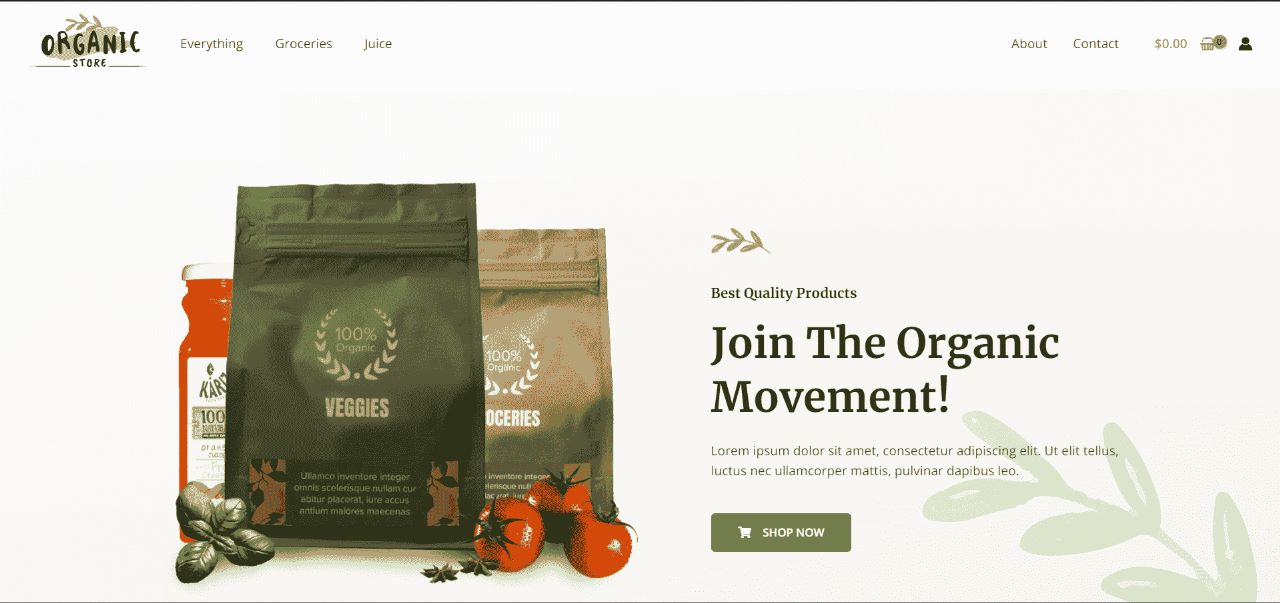 ORGANIC
STORE
Everything
Groceries
Juice
About
Contact
$0.00
0
100%
Organic
VEGGIES
Ullamco inventore integer
omnis scelerisque nullam cur
abitur placerat, iure accus
antium malores maecenas
100%
Organic
OCERIES
KAR
100
Best Quality Products
Join The Organic
Movement!
Lorem ipsum dolor sit amet, consectetur adipiscing elit. Ut elit tellus,
luctus nec ullamcorper mattis, pulvinar dapibus leo.
SHOP NOW